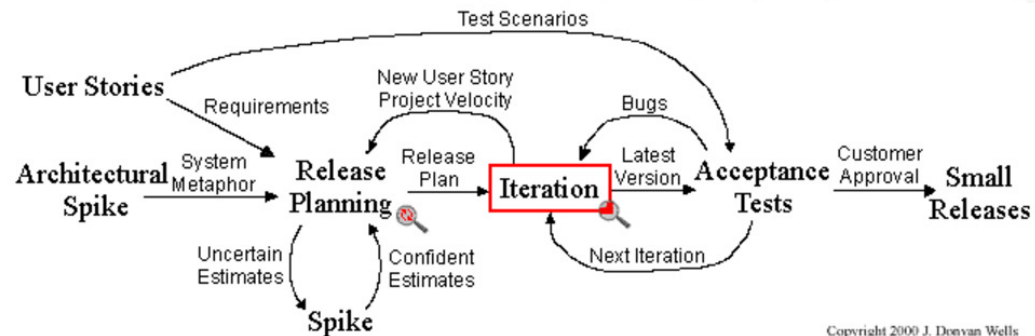 Test Scenarios
User Stories
New User Story
Project Velocity
Bugs
Requirements
Architectural
Spike
System
Metaphor
Release
Planning
Release
Plan
Iteration
Latest
Version
Acceptance
Tests
Customer
Approval
Small
Releases
Uncertain
Estimates
Confident
Estimates
Next Iteration
Spike
Copyright 2000 J. Donvan Wells